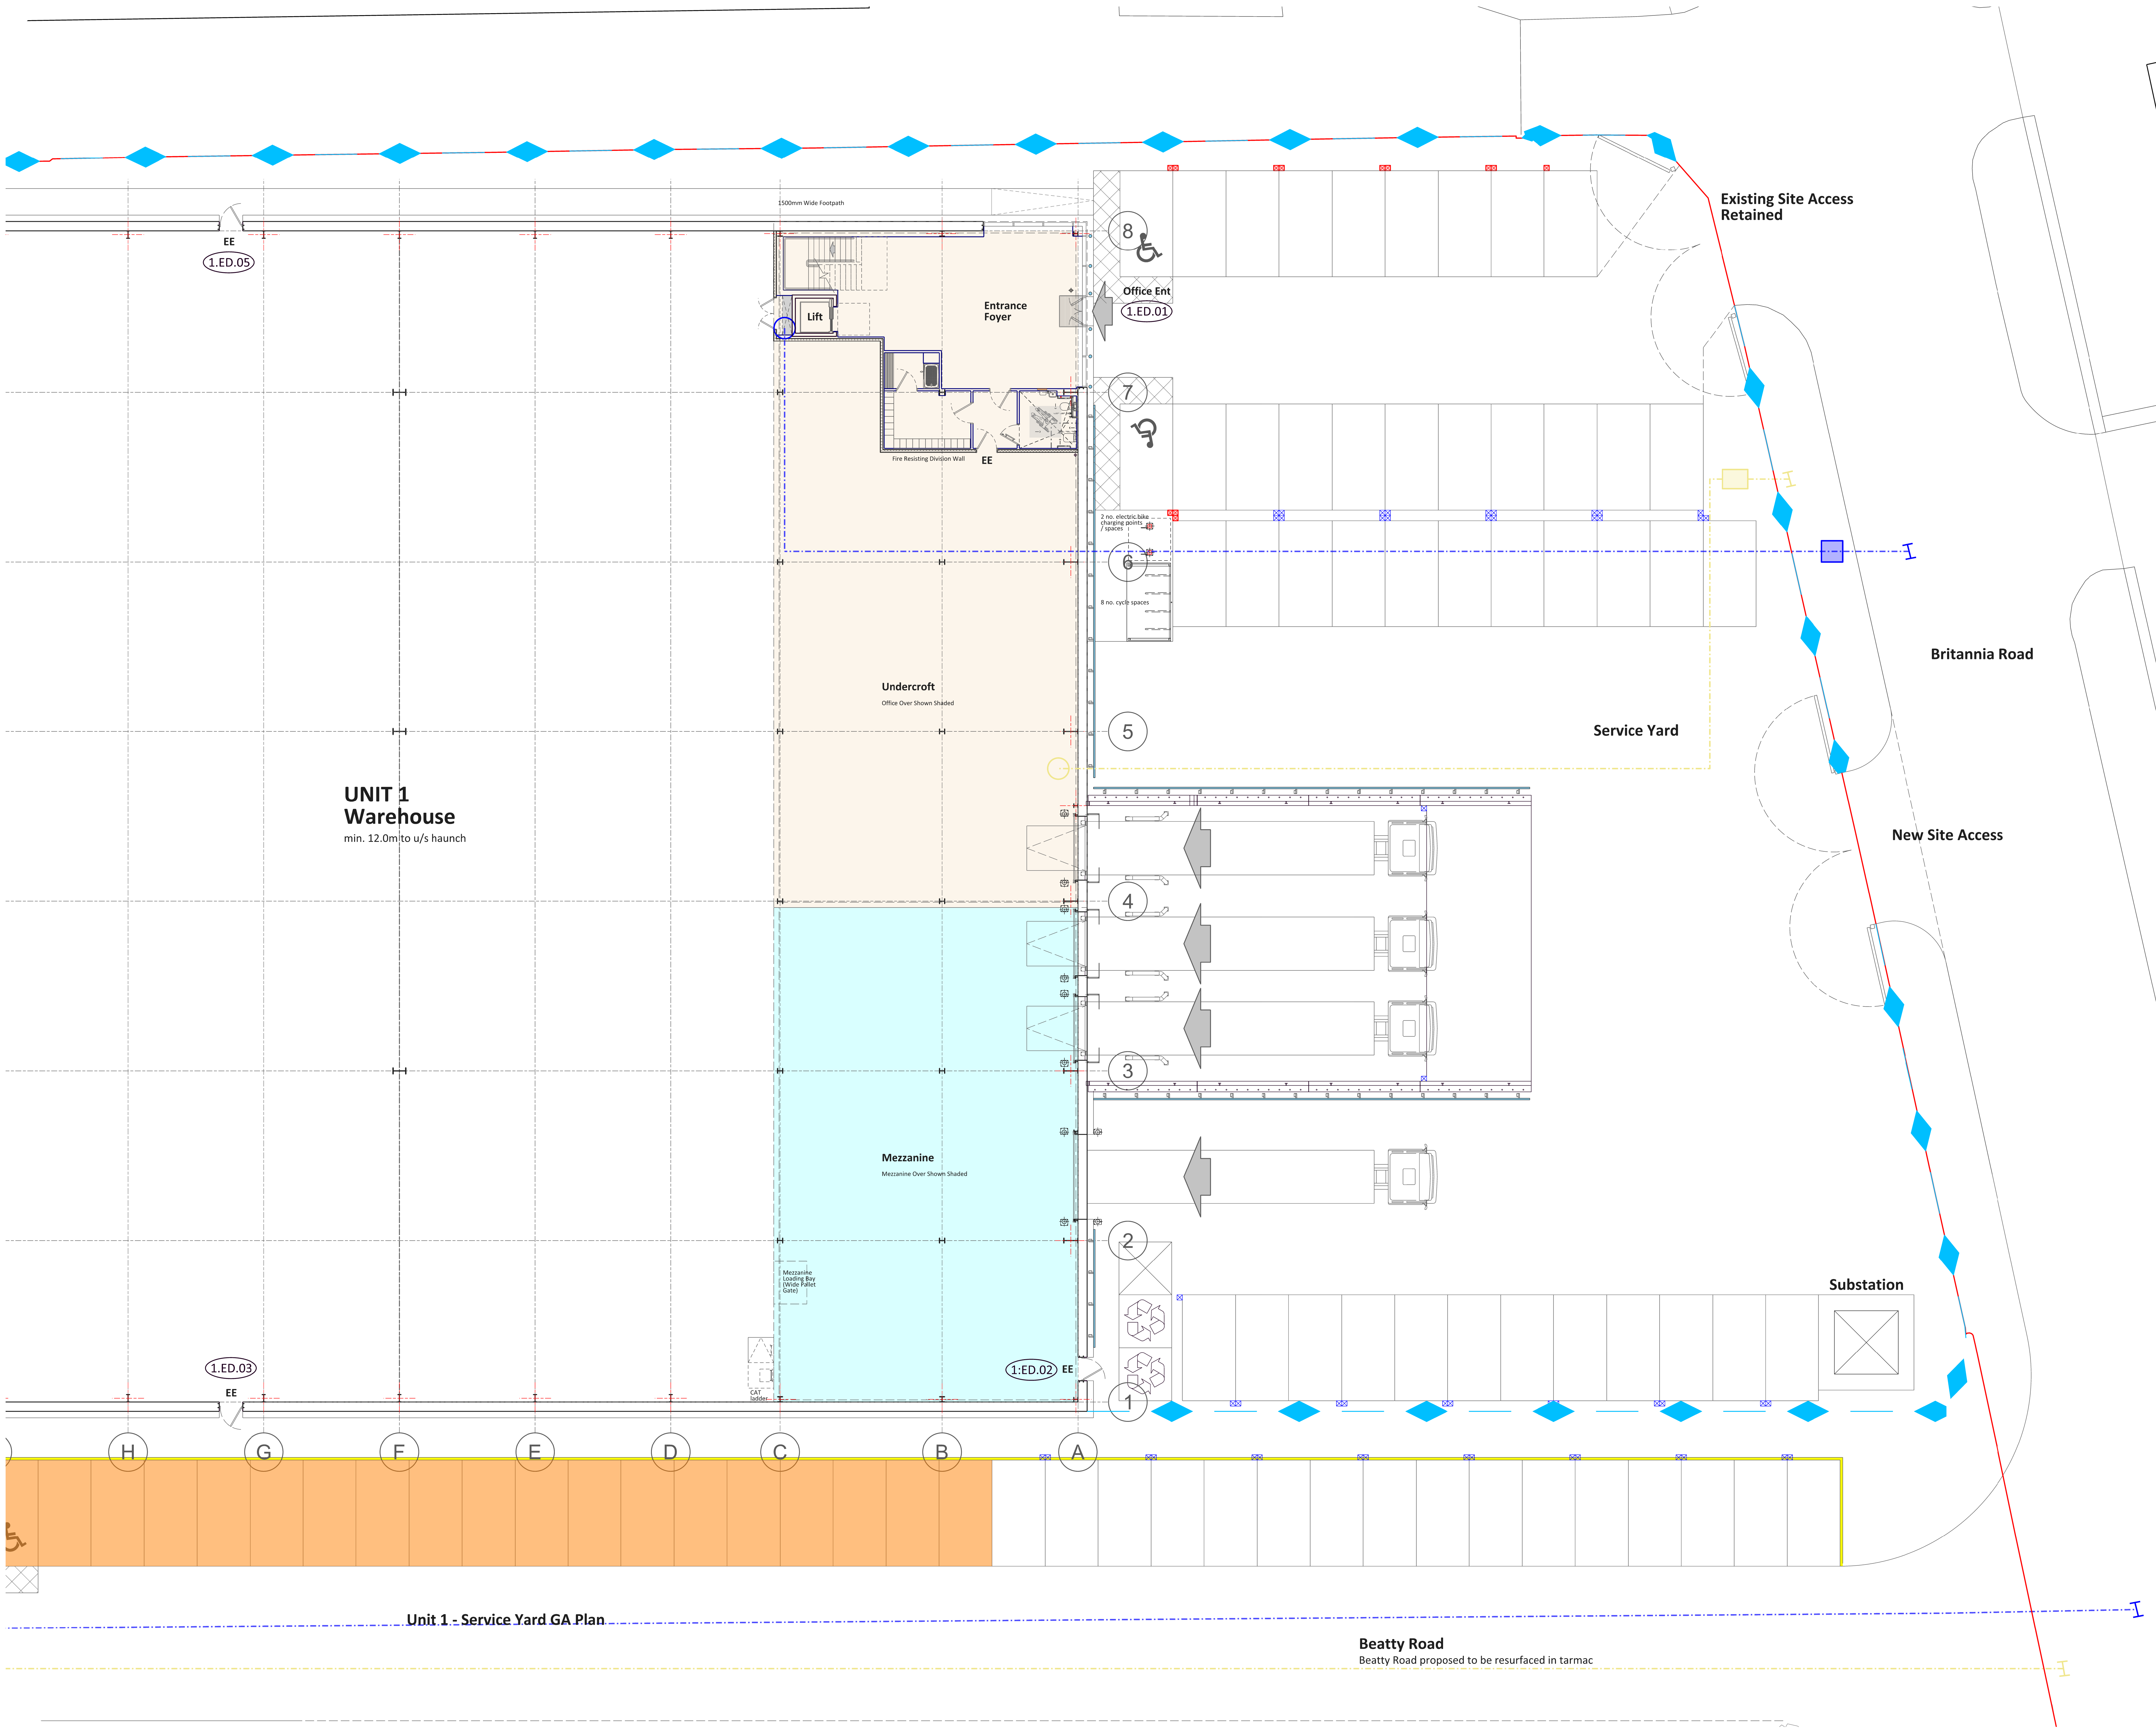 1500mm Wide Footpath
Existing Site Access
Retained
8
EE
1.ED.05
Office Ent
1.ED.01
Entrance
Foyer
Lift
7
Fire Resisting Division Wall
EE
2 no. electric bike
charging points
/ spaces
6
8 no. cycle spaces
Britannia Road
Undercroft
Office Over Shown Shaded
5
Service Yard
UNIT 1
Warehouse
min. 12.0m to u/s haunch
New Site Access
4
3
Mezzanine
Mezzanine Over Shown Shaded
2
Mezzanine
Loading Bay
(Wide Pallet
Gate)
Substation
1.ED.03
EE
1:ED.02 EE
CAT
ladder
1
H G F E D C B A
Unit 1 - Service Yard GA Plan
Beatty Road
Beatty Road proposed to be resurfaced in tarmac